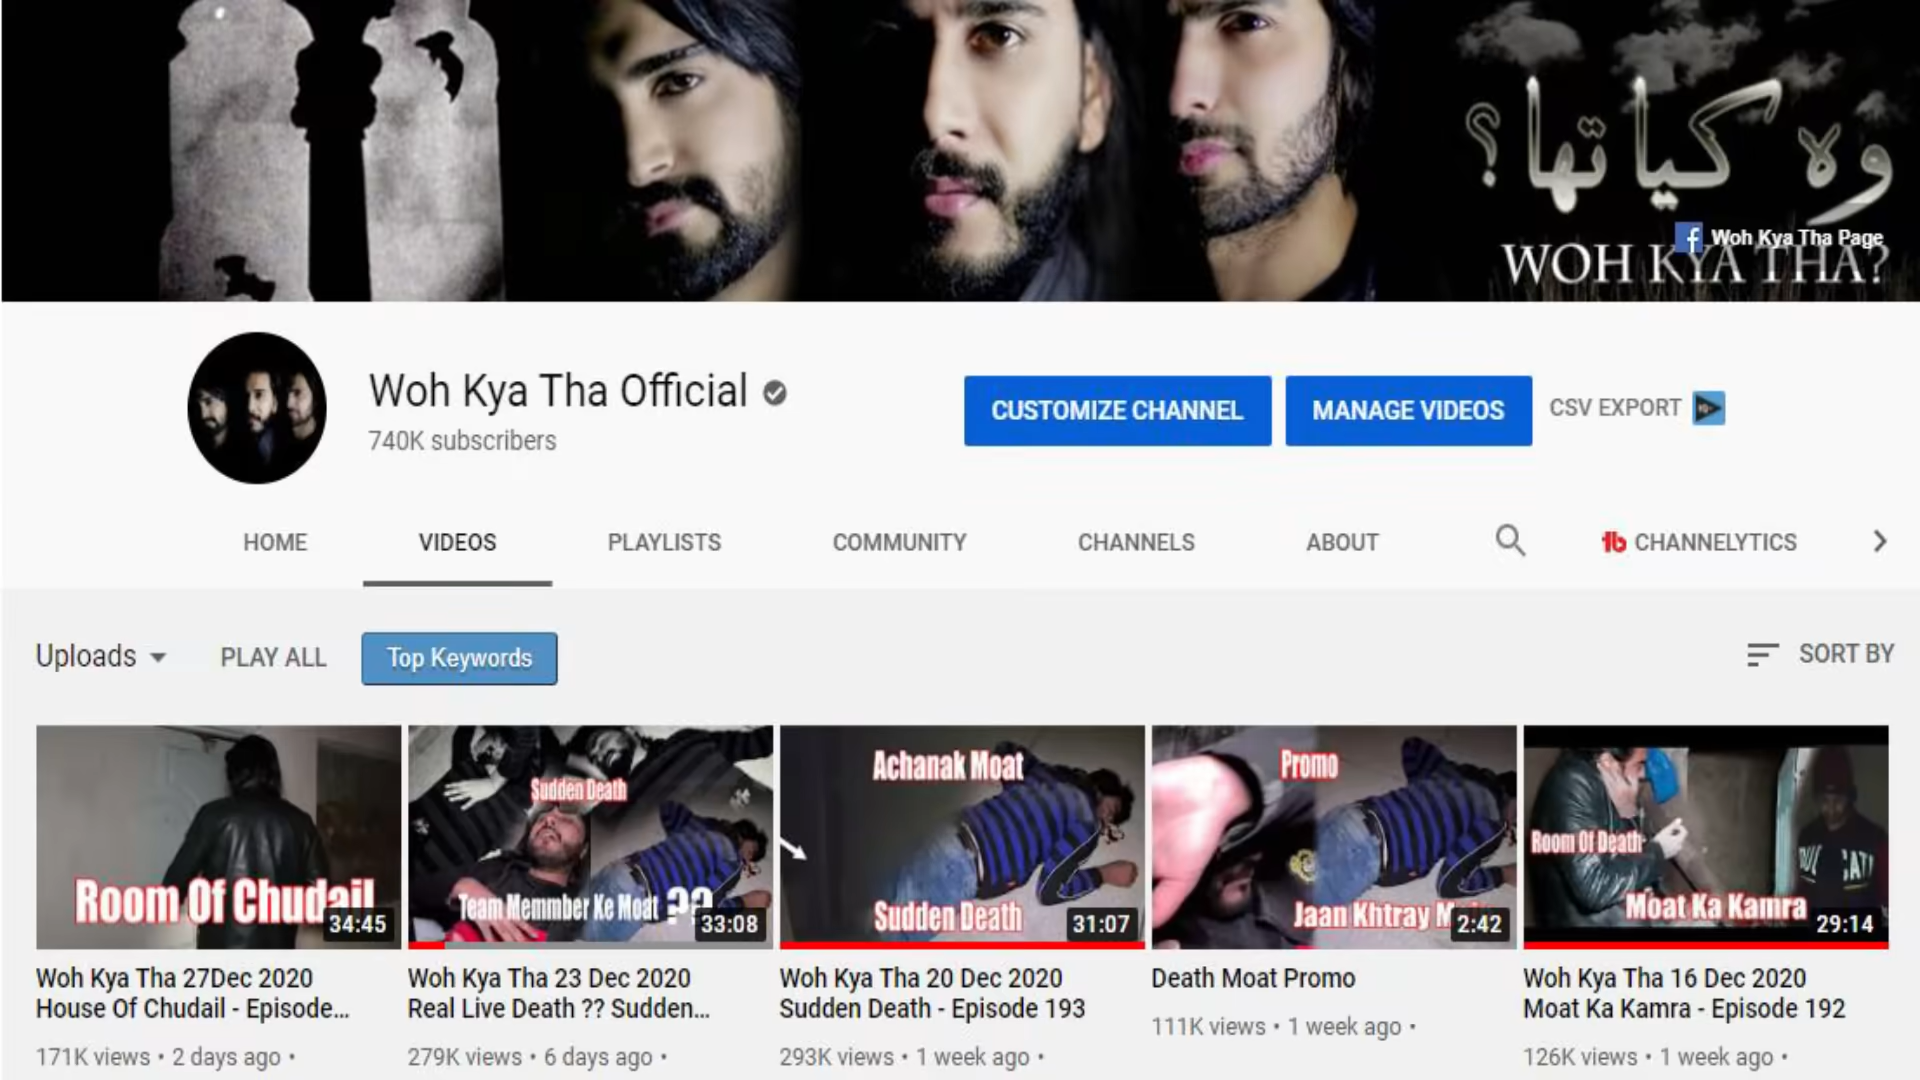 وہ کیا تھا؟
Woh Kya Tha Page
WOH KYA THA?
Woh Kya Tha Official
740K subscribers
CUSTOMIZE CHANNEL
MANAGE VIDEOS
CSV EXPORT
HOME
VIDEOS
PLAYLISTS
COMMUNITY
CHANNELS
ABOUT
CHANNELYTICS
Uploads
PLAY ALL
Top Keywords
SORT BY
Room Of Chudail
34:45
Sudden Death
Team Memmber Ke Moat ??
33:08
Achanak Moat
Sudden Death
31:07
Promo
Jaan Khtray
2:42
Room Of Death
Moat Ka Kamra
29:14
Woh Kya Tha 27Dec 2020
House Of Chudail - Episode...
171K views • 2 days ago •
Woh Kya Tha 23 Dec 2020
Real Live Death ?? Sudden...
279K views • 6 days ago •
Woh Kya Tha 20 Dec 2020
Sudden Death - Episode 193
293K views • 1 week ago •
Death Moat Promo
111K views • 1 week ago •
Woh Kya Tha 16 Dec 2020
Moat Ka Kamra - Episode 192
126K views • 1 week ago •